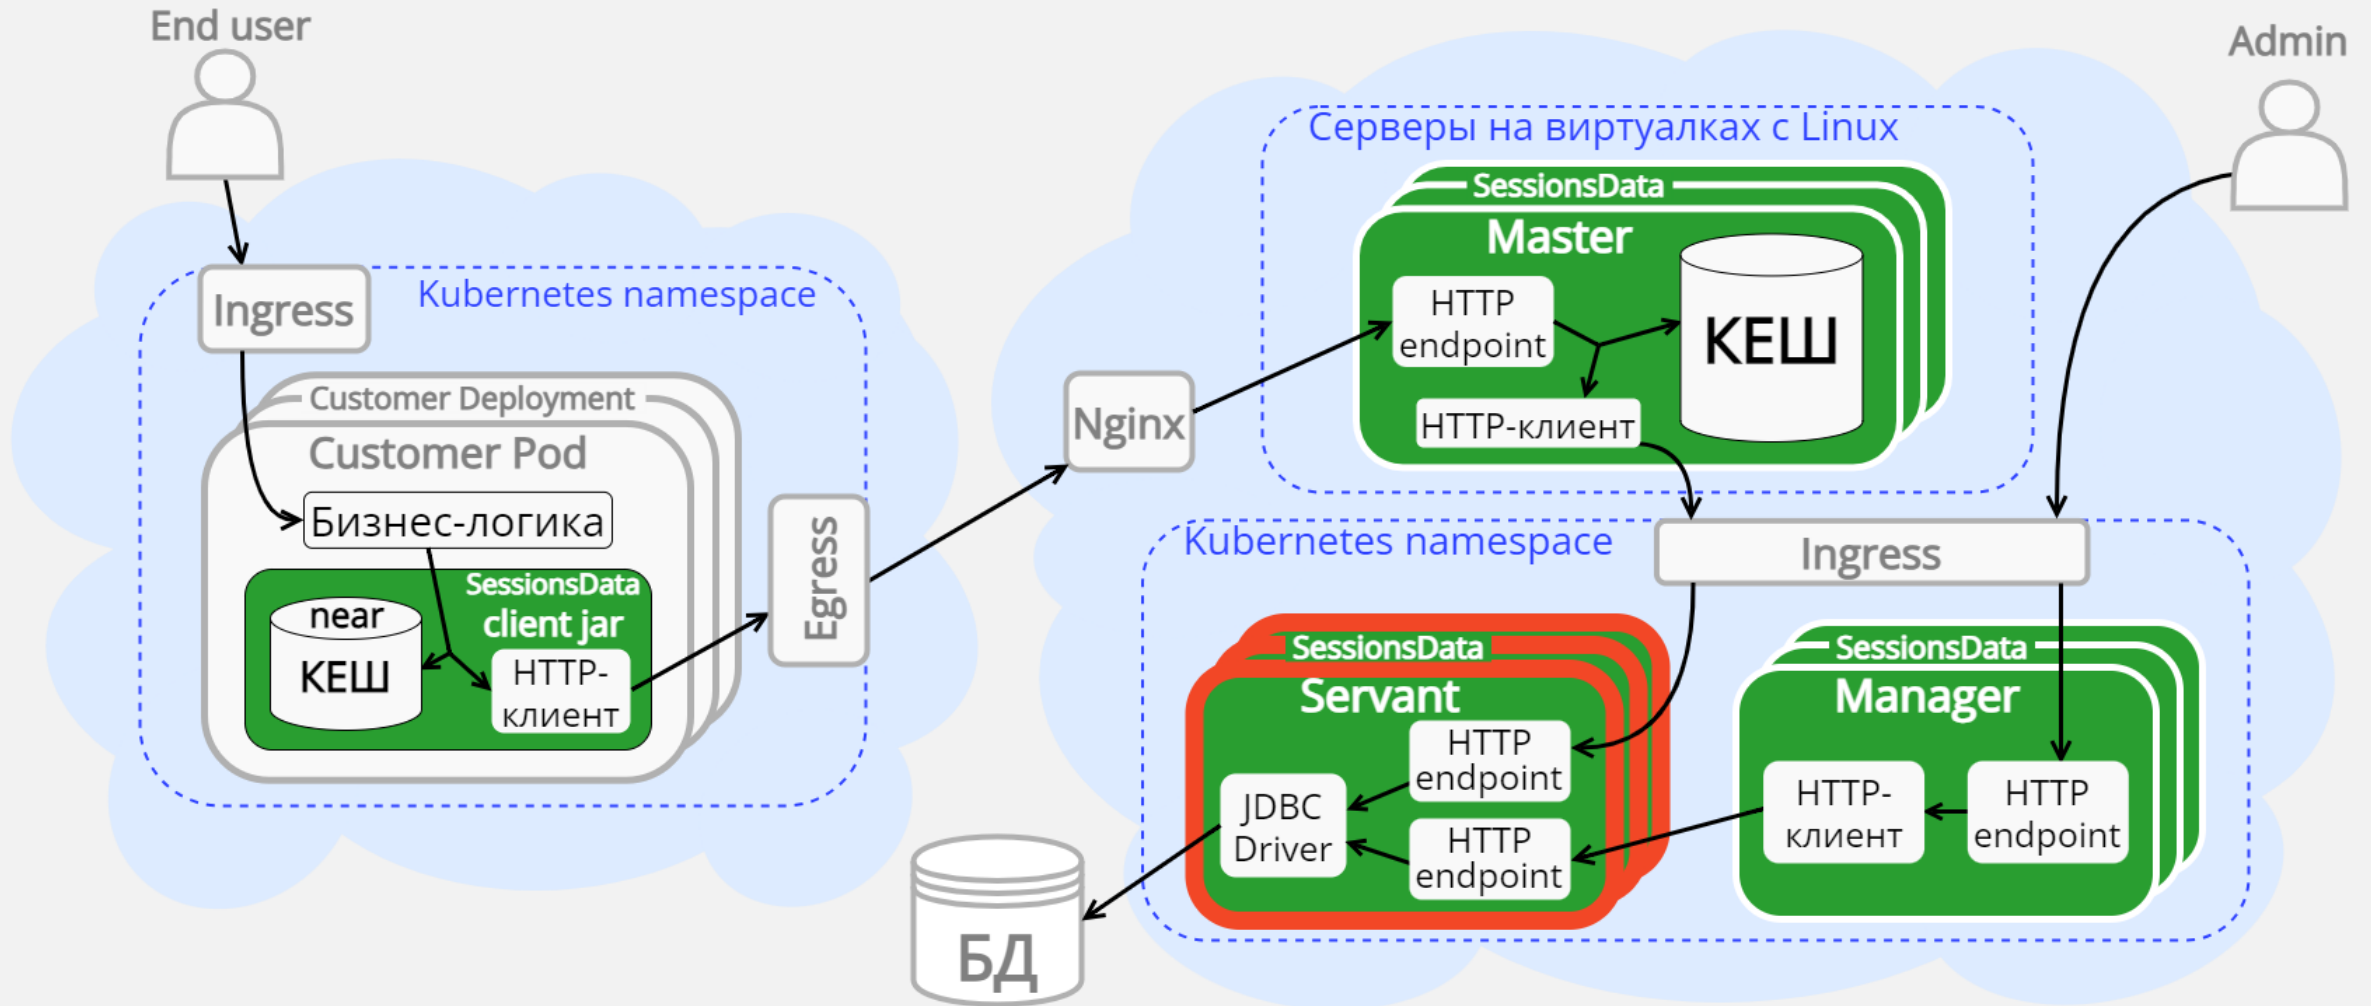 End user
Admin
Серверы на виртуалках с Linux
SessionsData
Master
HTTP
endpoint
КЕШ
HTTP-клиент
Ingress
Kubernetes namespace
Customer Deployment
Customer Pod
Бизнес-логика
SessionsData
client jar
near
КЕШ
HTTP-
клиент
Egress
Nginx
Kubernetes namespace
Ingress
SessionsData
Servant
HTTP
endpoint
JDBC
Driver
HTTP
endpoint
SessionsData
Manager
HTTP-
клиент
HTTP
endpoint
БД